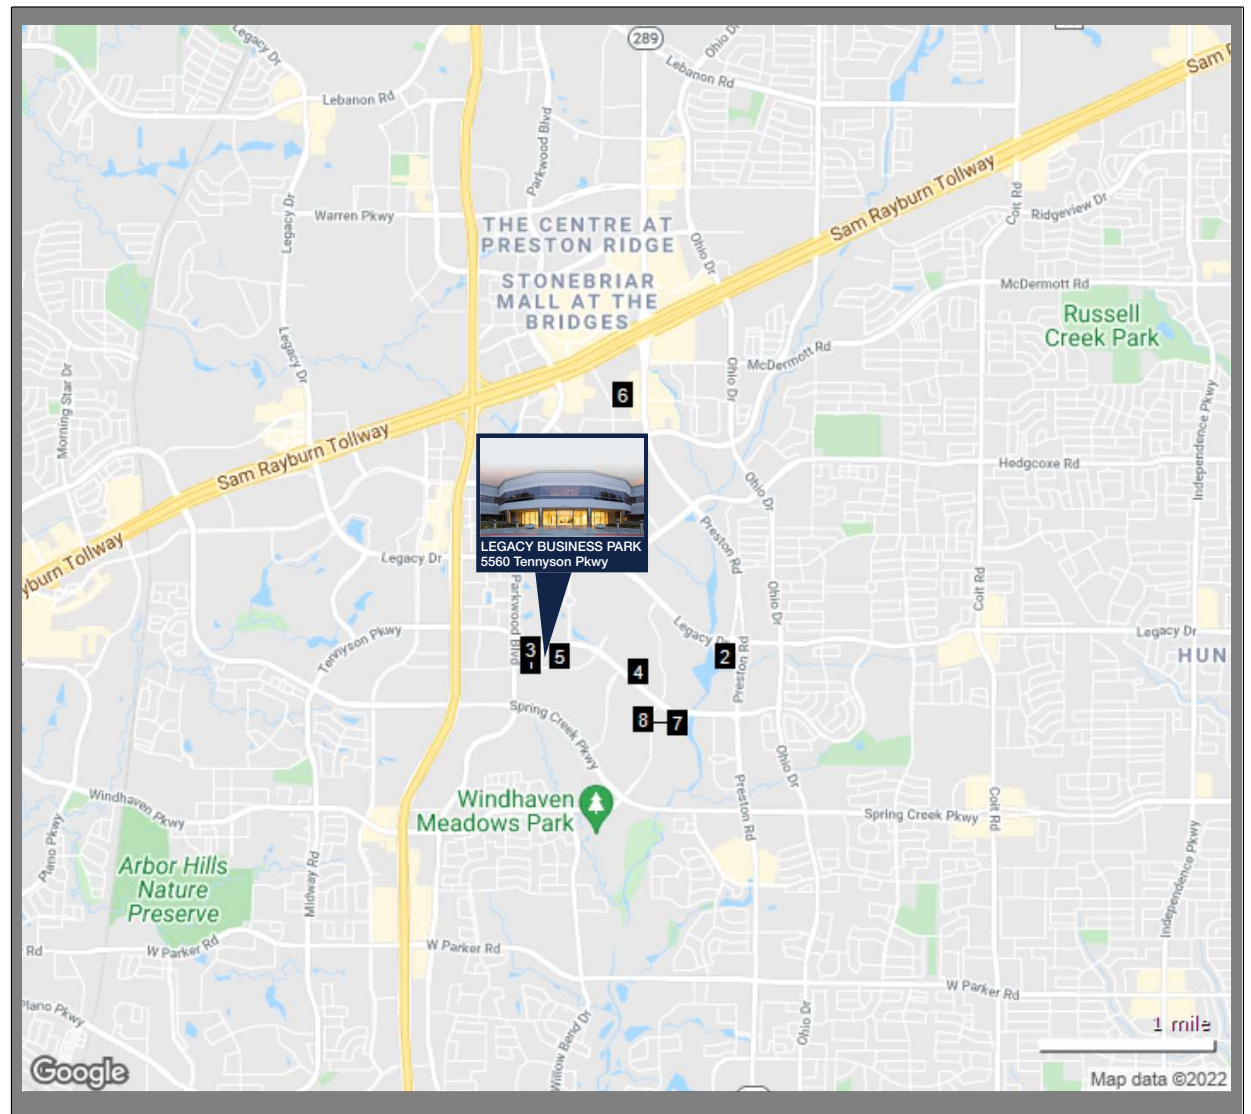 Legacy Dr
289
Ohio Dr
Lebanon Rd
Sam R
Lebanon Rd
Parkwood Blvd
Sam Rayburn Tollway
Legacy Dr
Warren Pkwy
THE CENTRE AT
PRESTON RIDGE
Ohio Dr
Coit Rd
Ridgeview Dr
STONEBRIAR
MALL AT THE
BRIDGES
McDermott Rd
Russell
Creek Park
Legacy Dr
McDermott Rd
Morning Star Dr
Ohio Dr
6
Independence Pkwy
Sam Rayburn Tollway
Hedgcoxe Rd
Ohio Dr
Preston Rd
LEGACY BUSINESS PARK
5560 Tennyson Pkwy
yburn Tollway
Legacy Dr
Parkwood Blvd
Ohio Dr
Coit Rd
Tennyson Pkwy
Legacy Dr
Legacy Dr
3
5
2
4
Preston Rd
HUN
8
7
Spring Creek Pkwy
Ohio Dr
Windhaven Pkwy
Windhaven
Meadows Park
Preston Rd
Spring Creek Pkwy
Coit Rd
Plano Pkwy
Arbor Hills
Nature
Preserve
Midway Rd
Independence Pkwy
Rd
W Parker Rd
W Parker Rd
W Parker Rd
Plano Pkwy
Willow Bend Dr
Ohio Dr
1 mile
Google
Map data ©2022